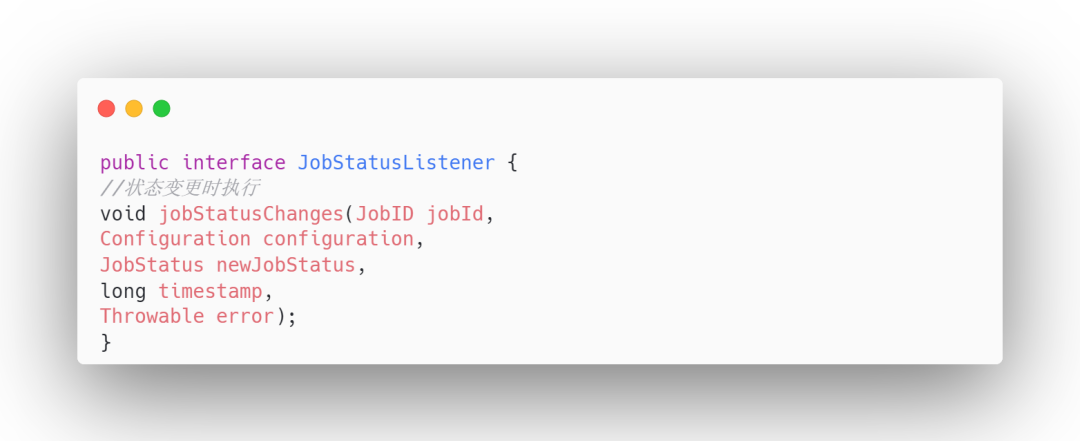 public interface JobStatusListener {
//状态变更时执行
void jobStatusChanges(JobID jobId,
Configuration configuration,
JobStatus newJobStatus,
long timestamp,
Throwable error);
}